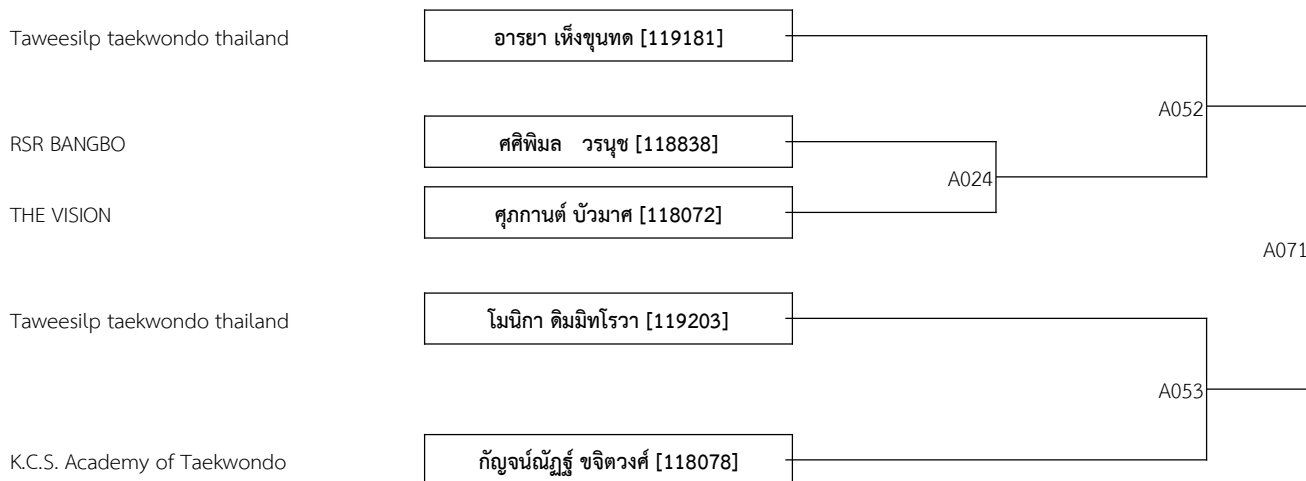 Taweesilp taekwondo thailand อารยา เห็งขุนทด [119181]
A052
RSR BANGBO ศศิพิมล วรนุช [118838]
A024
THE VISION ศุภกานต์ บัวมาศ [118072]
A071
Taweesilp taekwondo thailand โมนิกา ดิมมิทโรวา [119203]
A053
K.C.S. Academy of Taekwondo กัญจน์ณัฏฐ์ ขจิตวงศ์ [118078]